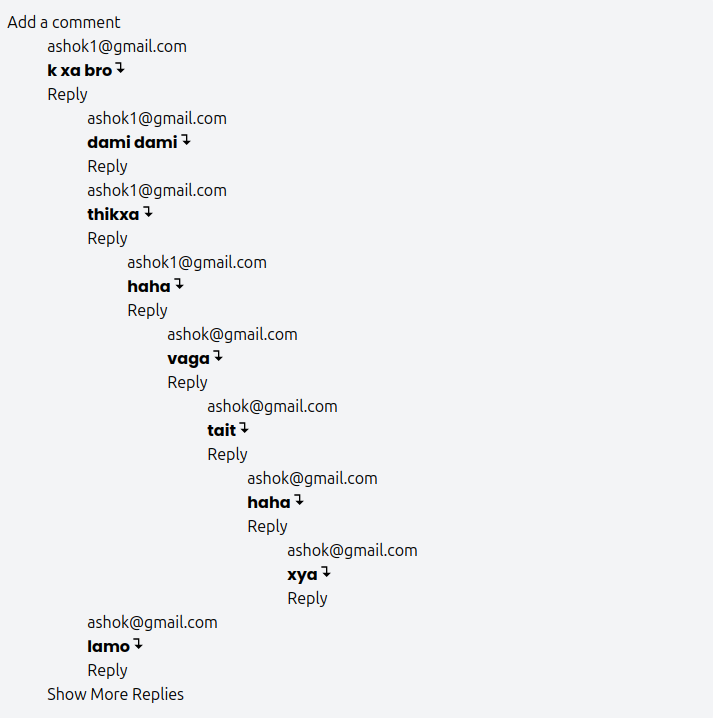 Add a comment
ashok1@gmail.com
k xa bro
Reply
ashok1@gmail.com
dami dami
Reply
ashok1@gmail.com
thikxa
Reply
ashok1@gmail.com
haha
Reply
ashok@gmail.com
vaga
Reply
ashok@gmail.com
tait
Reply
ashok@gmail.com
haha
Reply
ashok@gmail.com
xya
Reply
ashok@gmail.com
lamo
Reply
Show More Replies